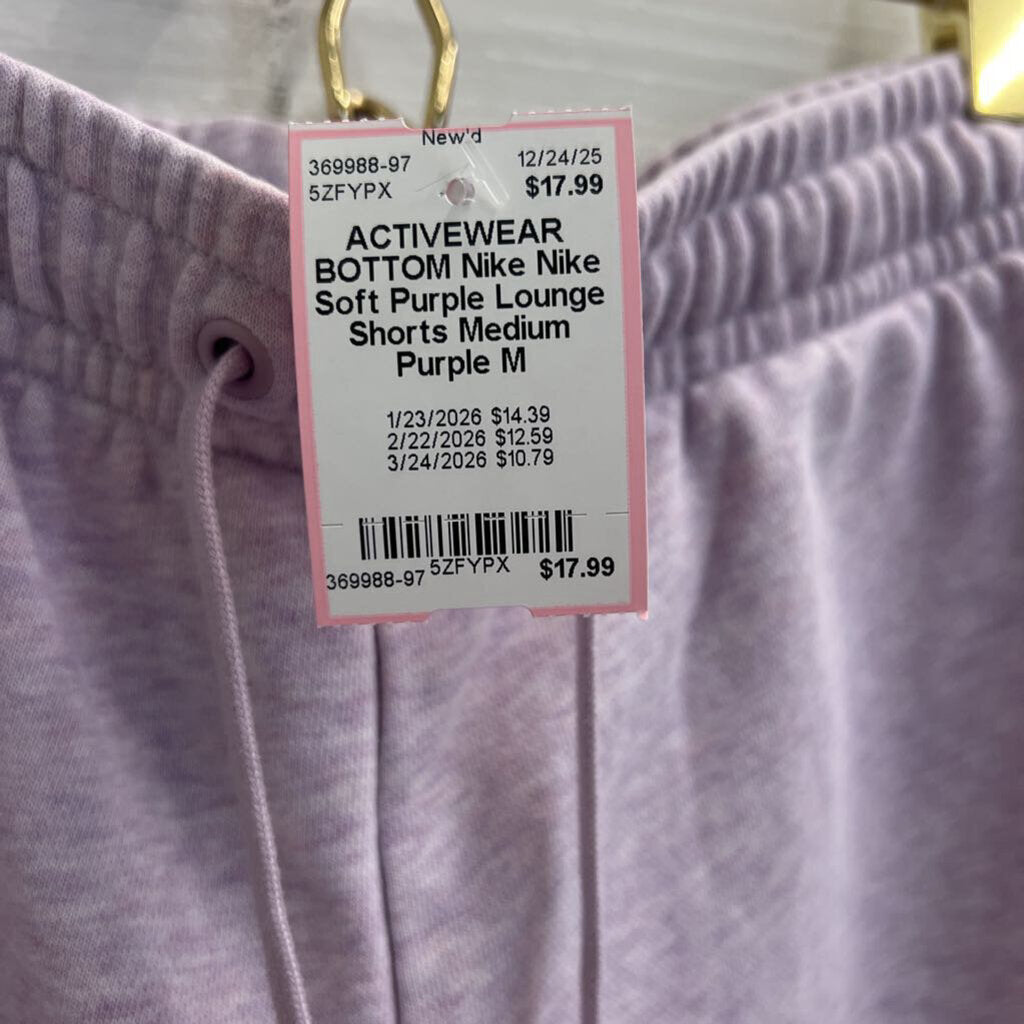 New'd
369988-97 12/24/25
5ZFYPX $17.99
ACTIVEWEAR
BOTTOM Nike Nike
Soft Purple Lounge
Shorts Medium
Purple M
1/23/2026 $14.39
2/22/2026 $12.59
3/24/2026 $10.79
369988-97 5ZFYPX $17.99